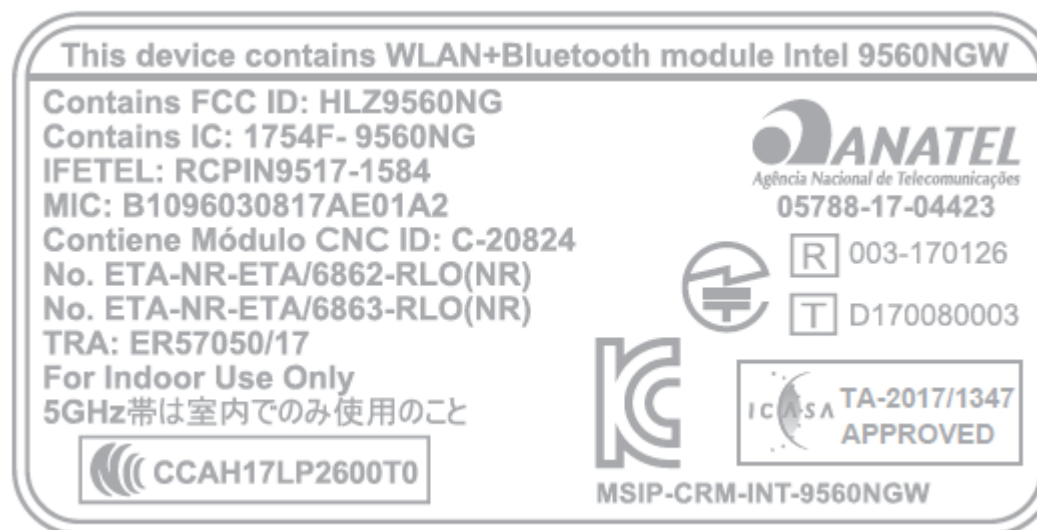 This device contains WLAN+Bluetooth module Intel 9560NGW
Contains FCC ID: HLZ9560NG
Contains IC: 1754F- 9560NG
IFETEL: RCPIN9517-1584
MIC: B1096030817AE01A2
Contiene Módulo CNC ID: C-20824
No. ETA-NR-ETA/6862-RLO(NR)
No. ETA-NR-ETA/6863-RLO(NR)
TRA: ER57050/17
For Indoor Use Only
5GHz帯は室内でのみ使用のこと
CCAH17LP2600T0
ANATEL
Agência Nacional de Telecomunicações
05788-17-04423
R 003-170126
T D170080003
MSIP-CRM-INT-9560NGW
ICASA TA-2017/1347
APPROVED